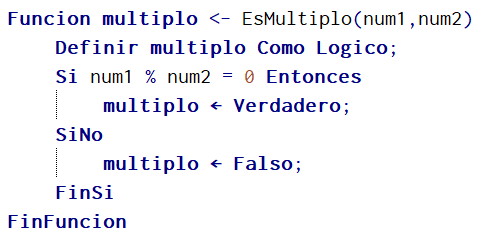 Funcion multiplo <- EsMultiplo(num1,num2)
Definir multiplo Como Logico;
Si num1 % num2 = 0 Entonces
multiplo ← Verdadero;
SiNo
multiplo ← Falso;
FinSi
FinFuncion